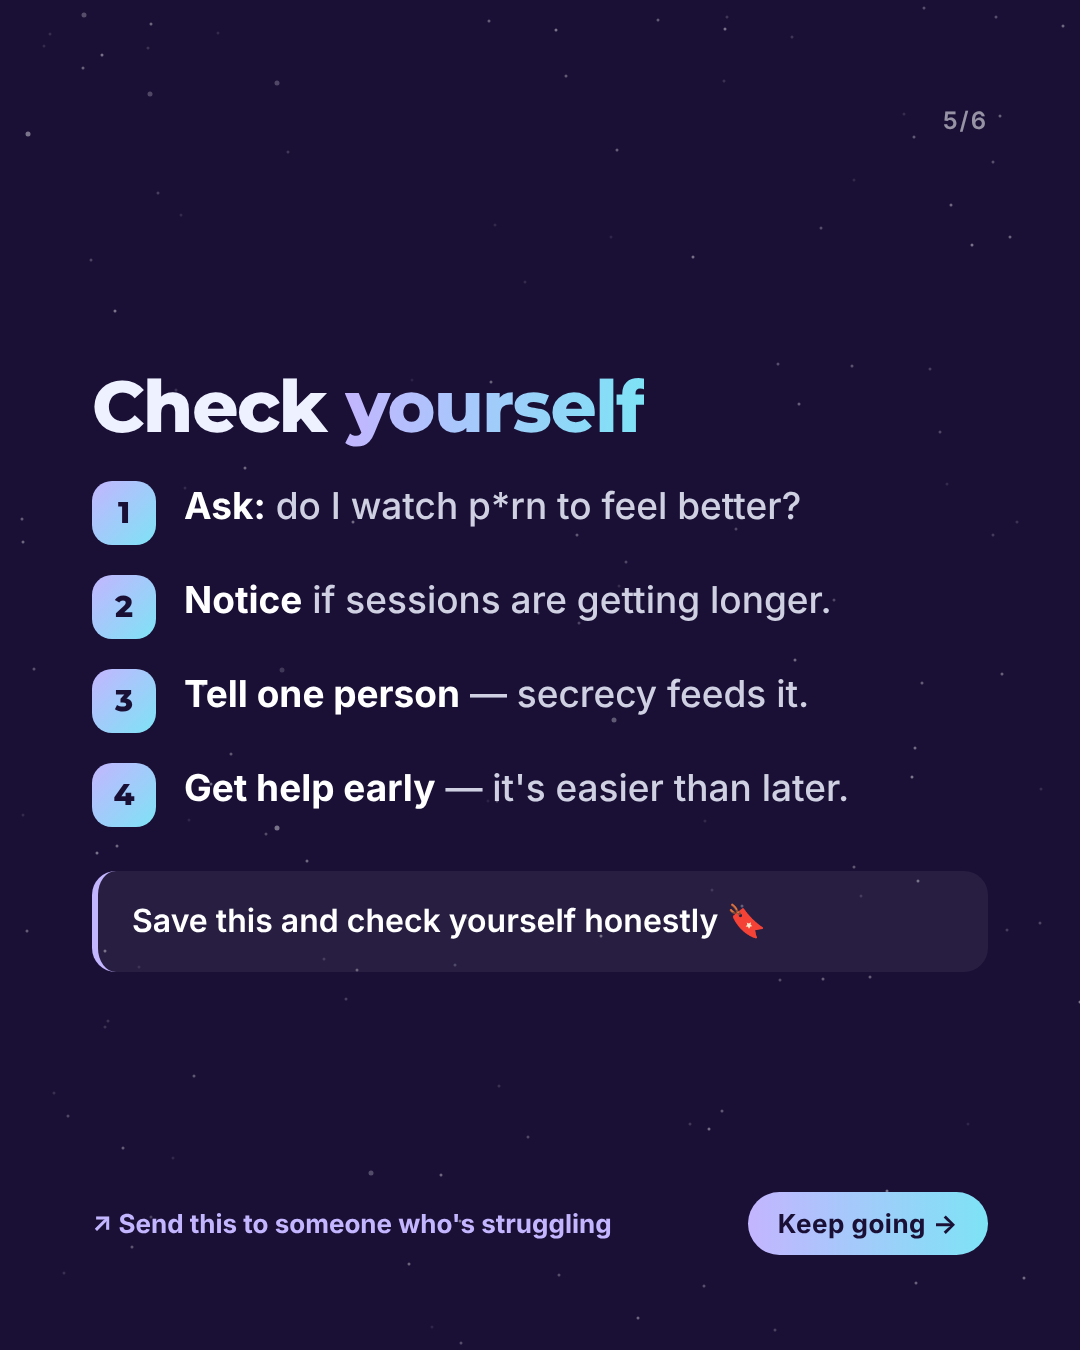 5/6
Check yourself
1 Ask: do I watch p*rn to feel better?
2 Notice if sessions are getting longer.
3 Tell one person — secrecy feeds it.
4 Get help early — it's easier than later.
Save this and check yourself honestly 🔖
↗ Send this to someone who's struggling
Keep going →